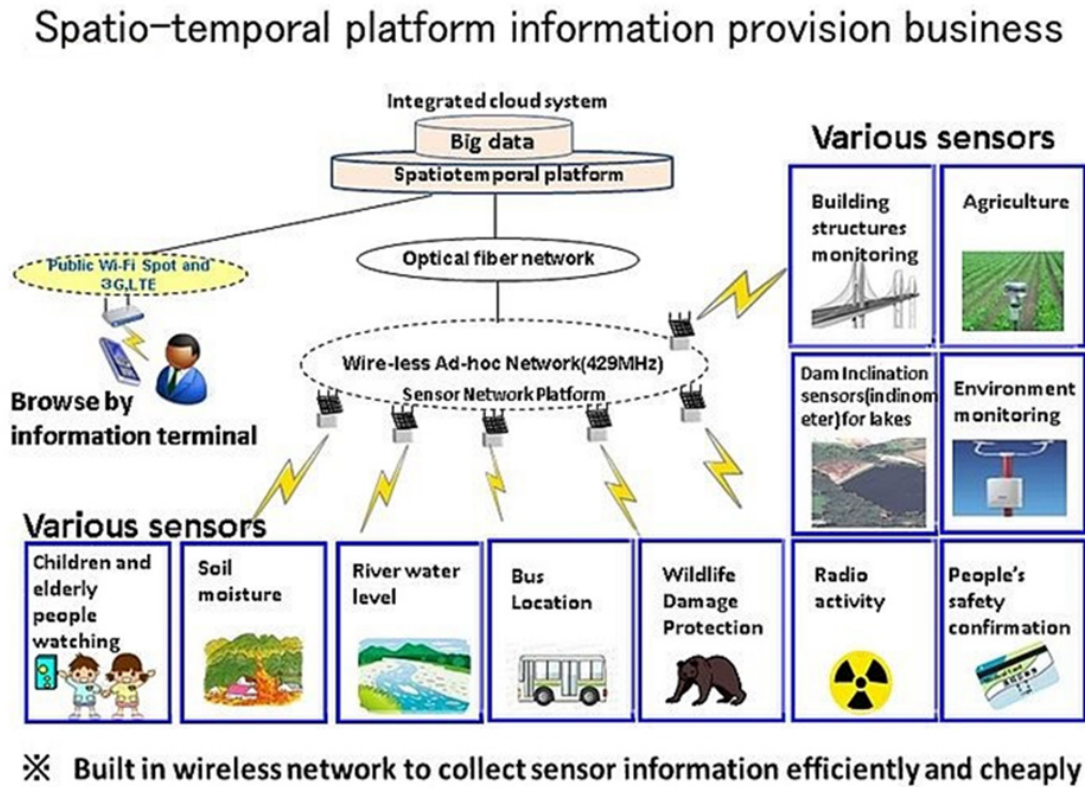 Spatio-temporal platform information provision business
Integrated cloud system
Big data
Spatiotemporal platform
Various sensors
Building
structures
monitoring
Agriculture
Optical fiber network
Public Wi-Fi Spot and
3G,LTE
Wire-less Ad-hoc Network(429MHz)
Sensor Network Platform
Browse by
information terminal
Dam Inclination
sensors(inclinom
eter)for lakes
Environment
monitoring
Various sensors
Children and
elderly
people
watching
Soil
moisture
River water
level
Bus
Location
Wildlife
Damage
Protection
Radio
activity
People's
safety
confirmation
※ Built in wireless network to collect sensor information efficiently and cheaply